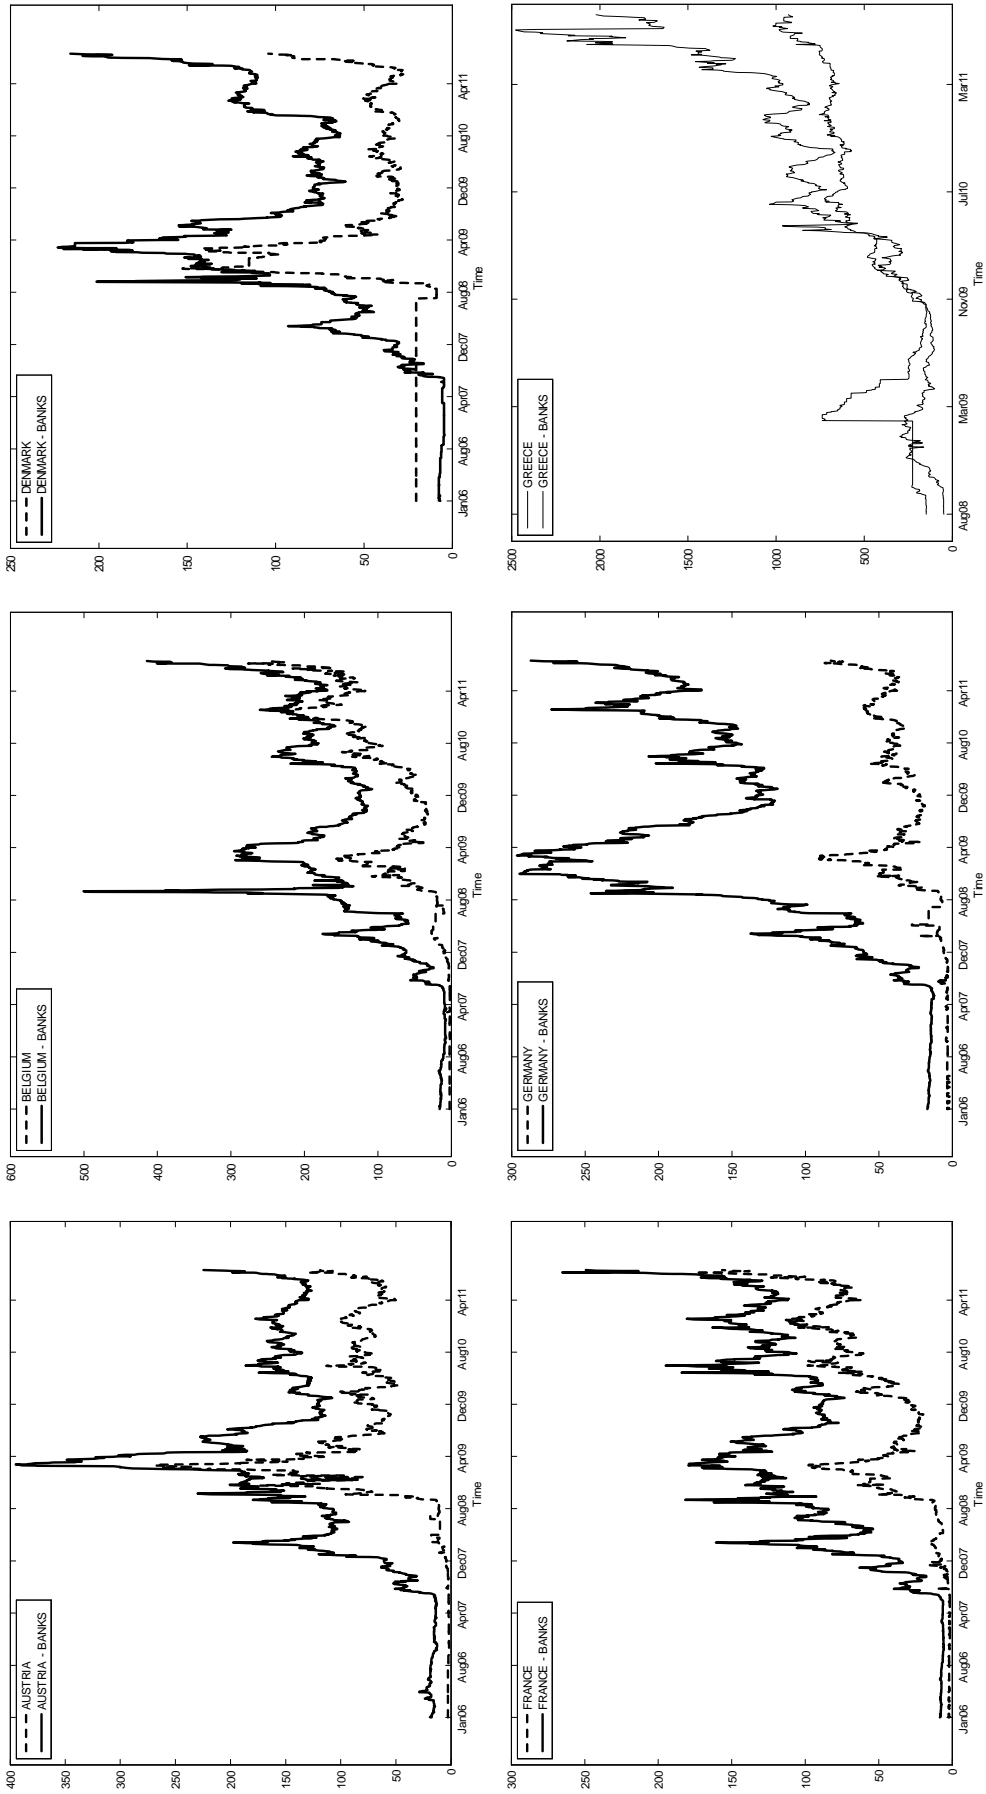 400
350
300
250
200
150
100
50
0
AUSTRIA
AUSTRIA - BANKS
Jan06
Aug06
Apr07
Dec07
Aug08
Apr09
Dec09
Aug10
Apr11
Time
600
500
400
300
200
100
0
BELGIUM
BELGIUM - BANKS
Jan06
Aug06
Apr07
Dec07
Aug08
Apr09
Dec09
Aug10
Apr11
Time
250
200
150
100
50
0
DENMARK
DENMARK - BANKS
Jan06
Aug06
Apr07
Dec07
Aug08
Apr09
Dec09
Aug10
Apr11
Time
300
250
200
150
100
50
0
FRANCE
FRANCE - BANKS
Jan06
Aug06
Apr07
Dec07
Aug08
Apr09
Dec09
Aug10
Apr11
Time
300
250
200
150
100
50
0
GERMANY
GERMANY - BANKS
Jan06
Aug06
Apr07
Dec07
Aug08
Apr09
Dec09
Aug10
Apr11
Time
2500
2000
1500
1000
500
0
GREECE
GREECE - BANKS
Aug08
Mar09
Nov09
Jul10
Mar11
Time